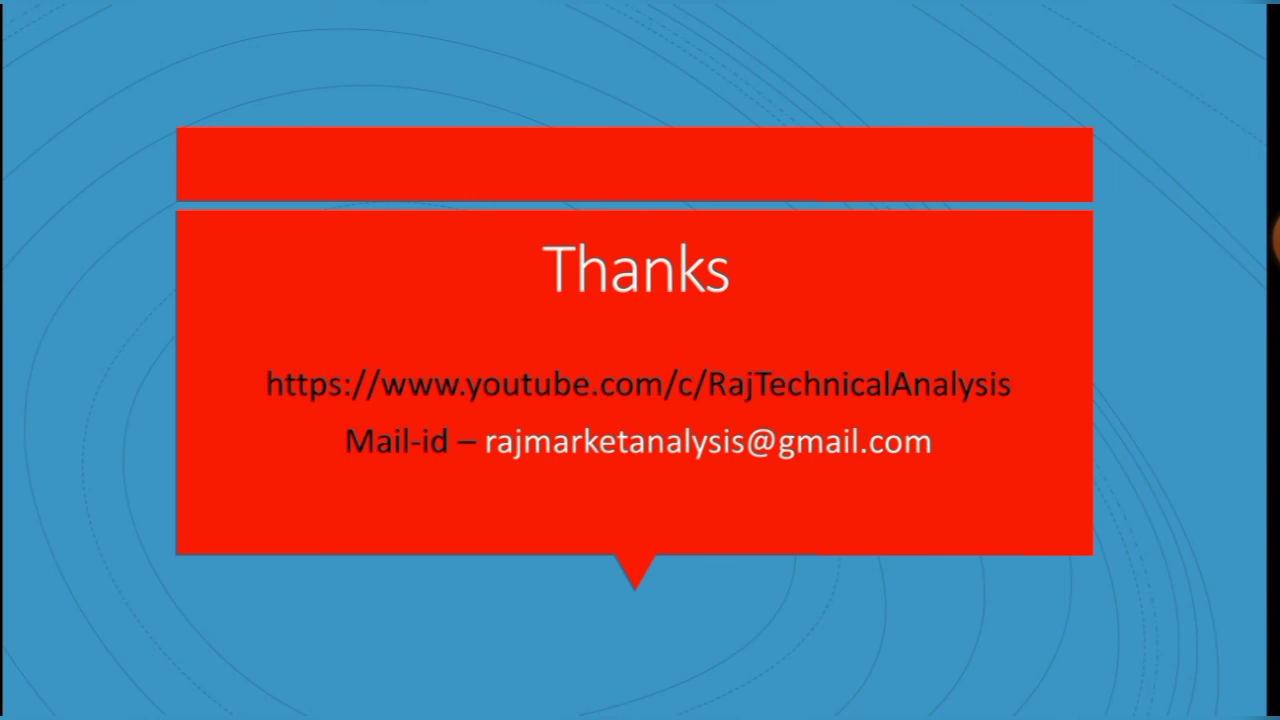 Thanks
https://www.youtube.com/c/RajTechnicalAnalysis
Mail-id – rajmarketanalysis@gmail.com